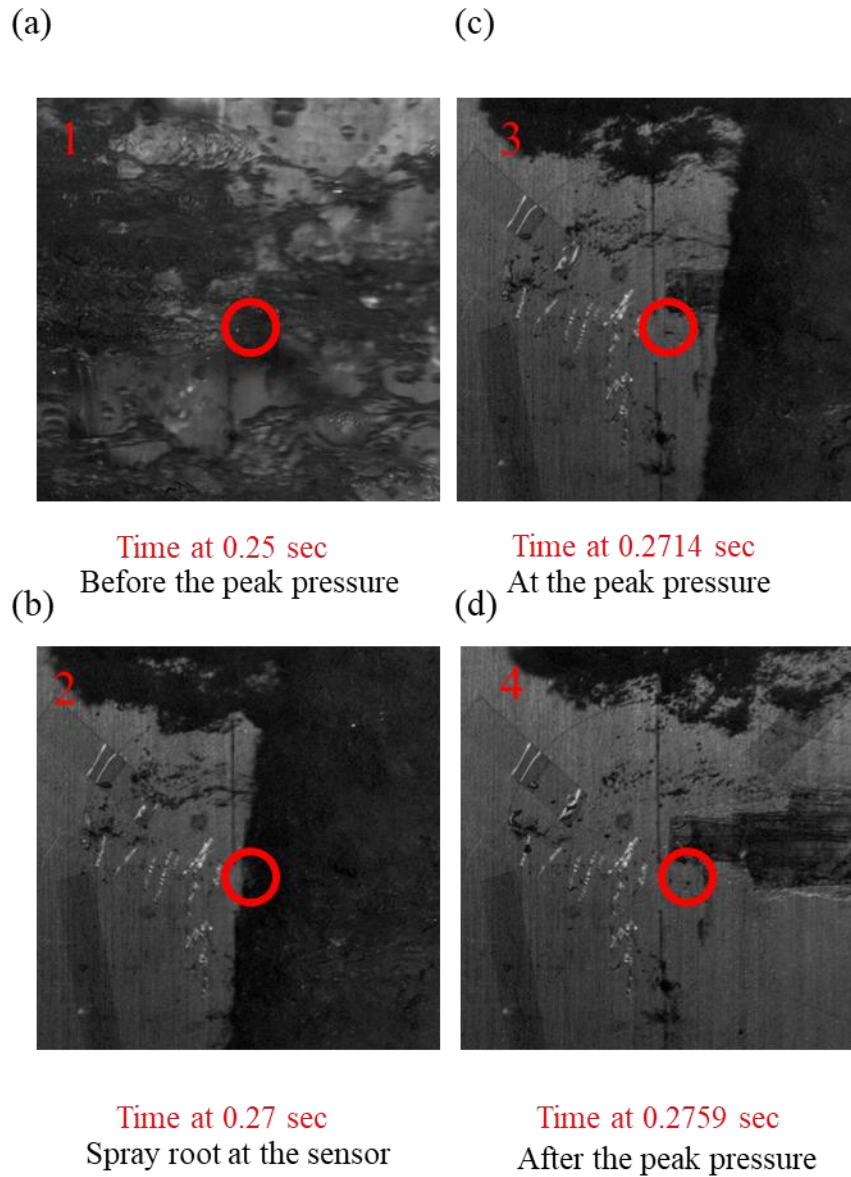 (a)
1
Time at 0.25 sec
Before the peak pressure
(c)
3
Time at 0.2714 sec
At the peak pressure
(b)
2
Time at 0.27 sec
Spray root at the sensor
(d)
4
Time at 0.2759 sec
After the peak pressure